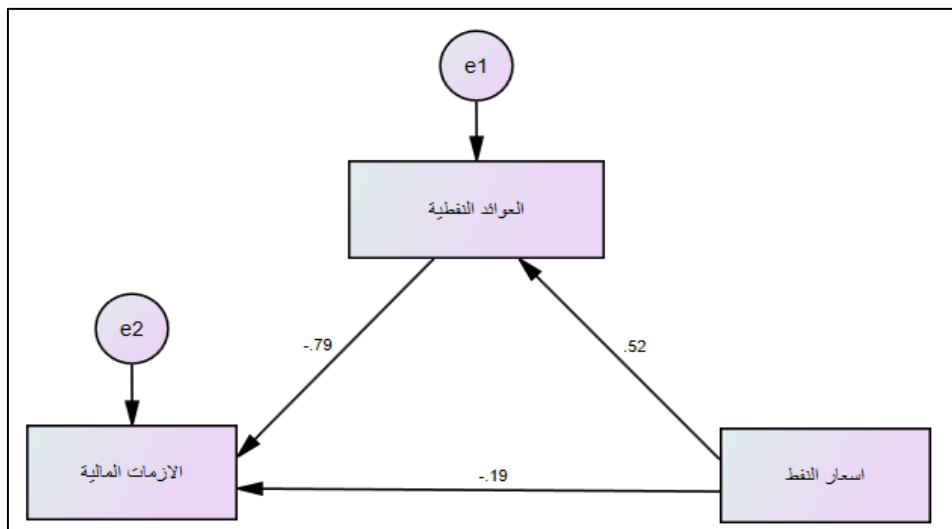 e1
العوائد النفطية
e2
-.79
.52
الازمات المالية
-.19
اسعار النفط